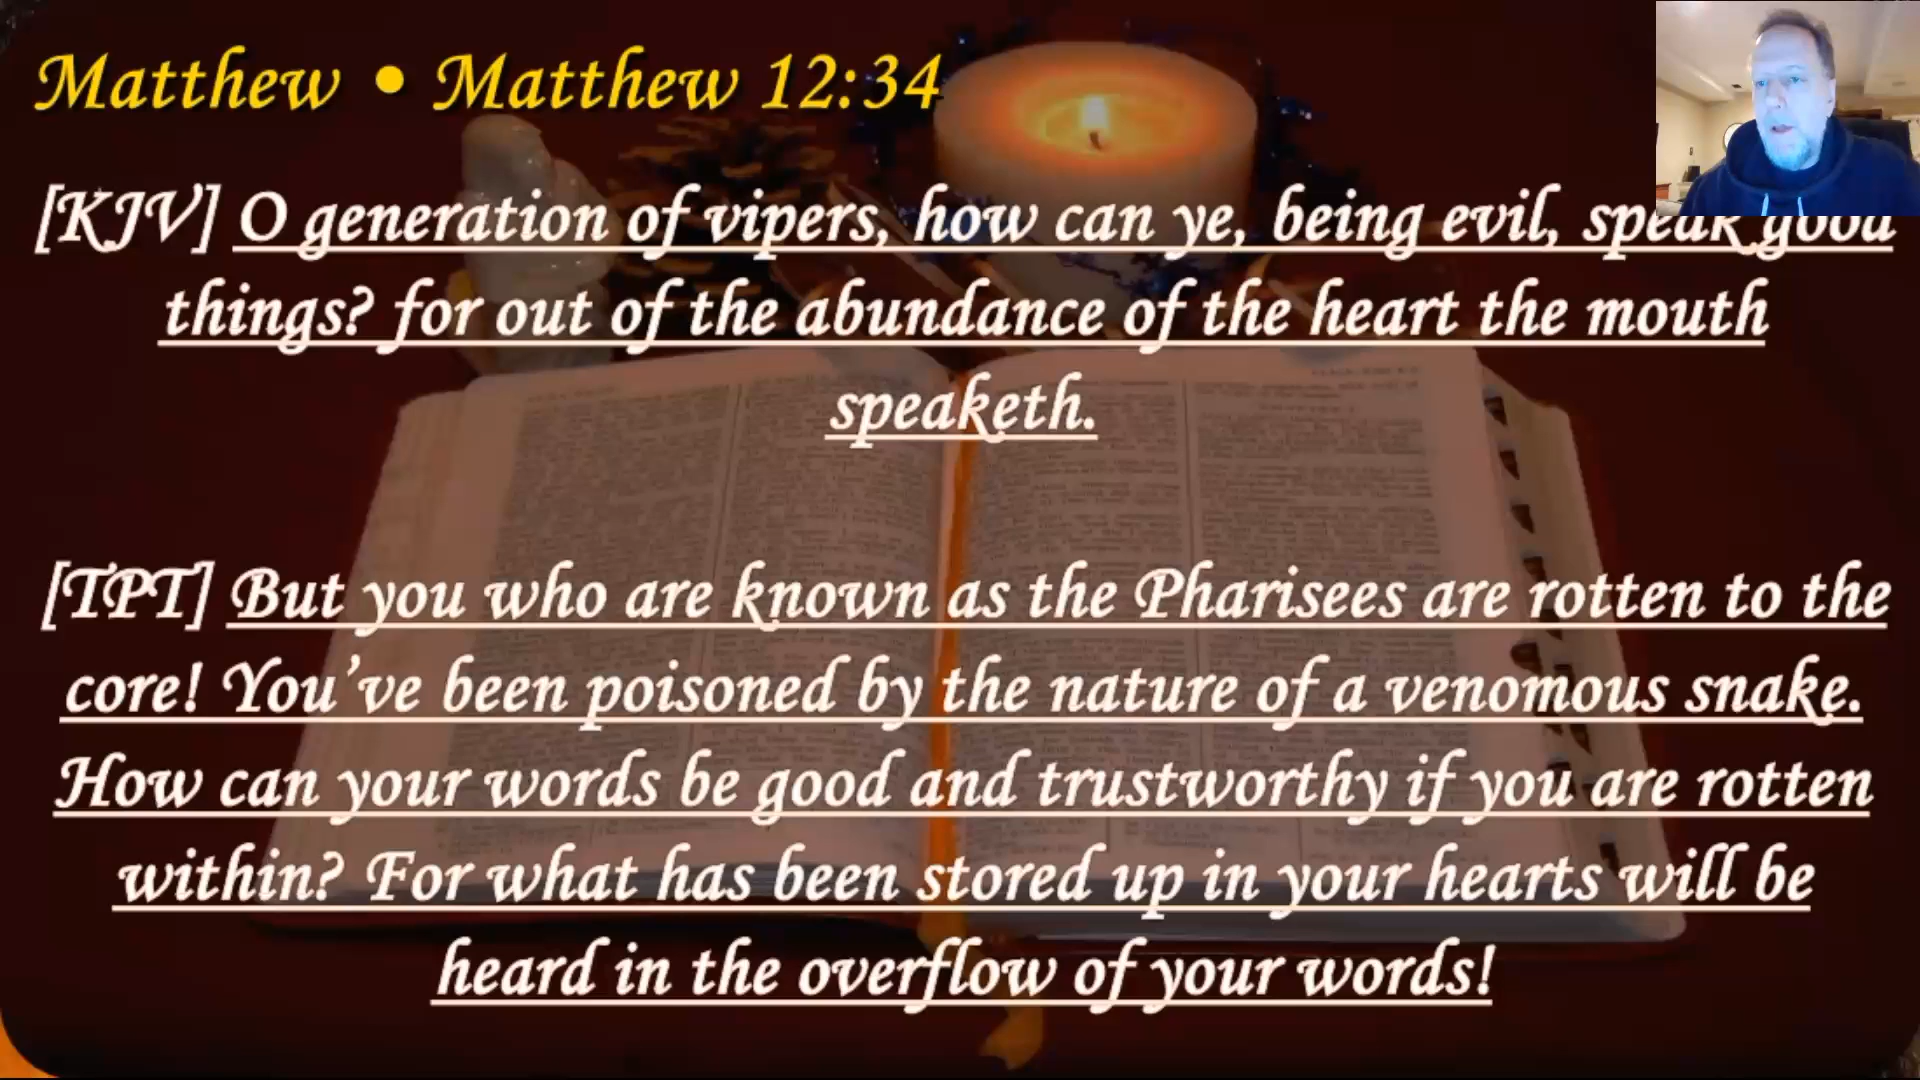 Matthew • Matthew 12:34
[KJV] O generation of vipers, how can ye, being evil, speak good
things? for out of the abundance of the heart the mouth
speaketh.
[TPT] But you who are known as the Pharisees are rotten to the
core! You’ve been poisoned by the nature of a venomous snake.
How can your words be good and trustworthy if you are rotten
within? For what has been stored up in your hearts will be
heard in the overflow of your words!